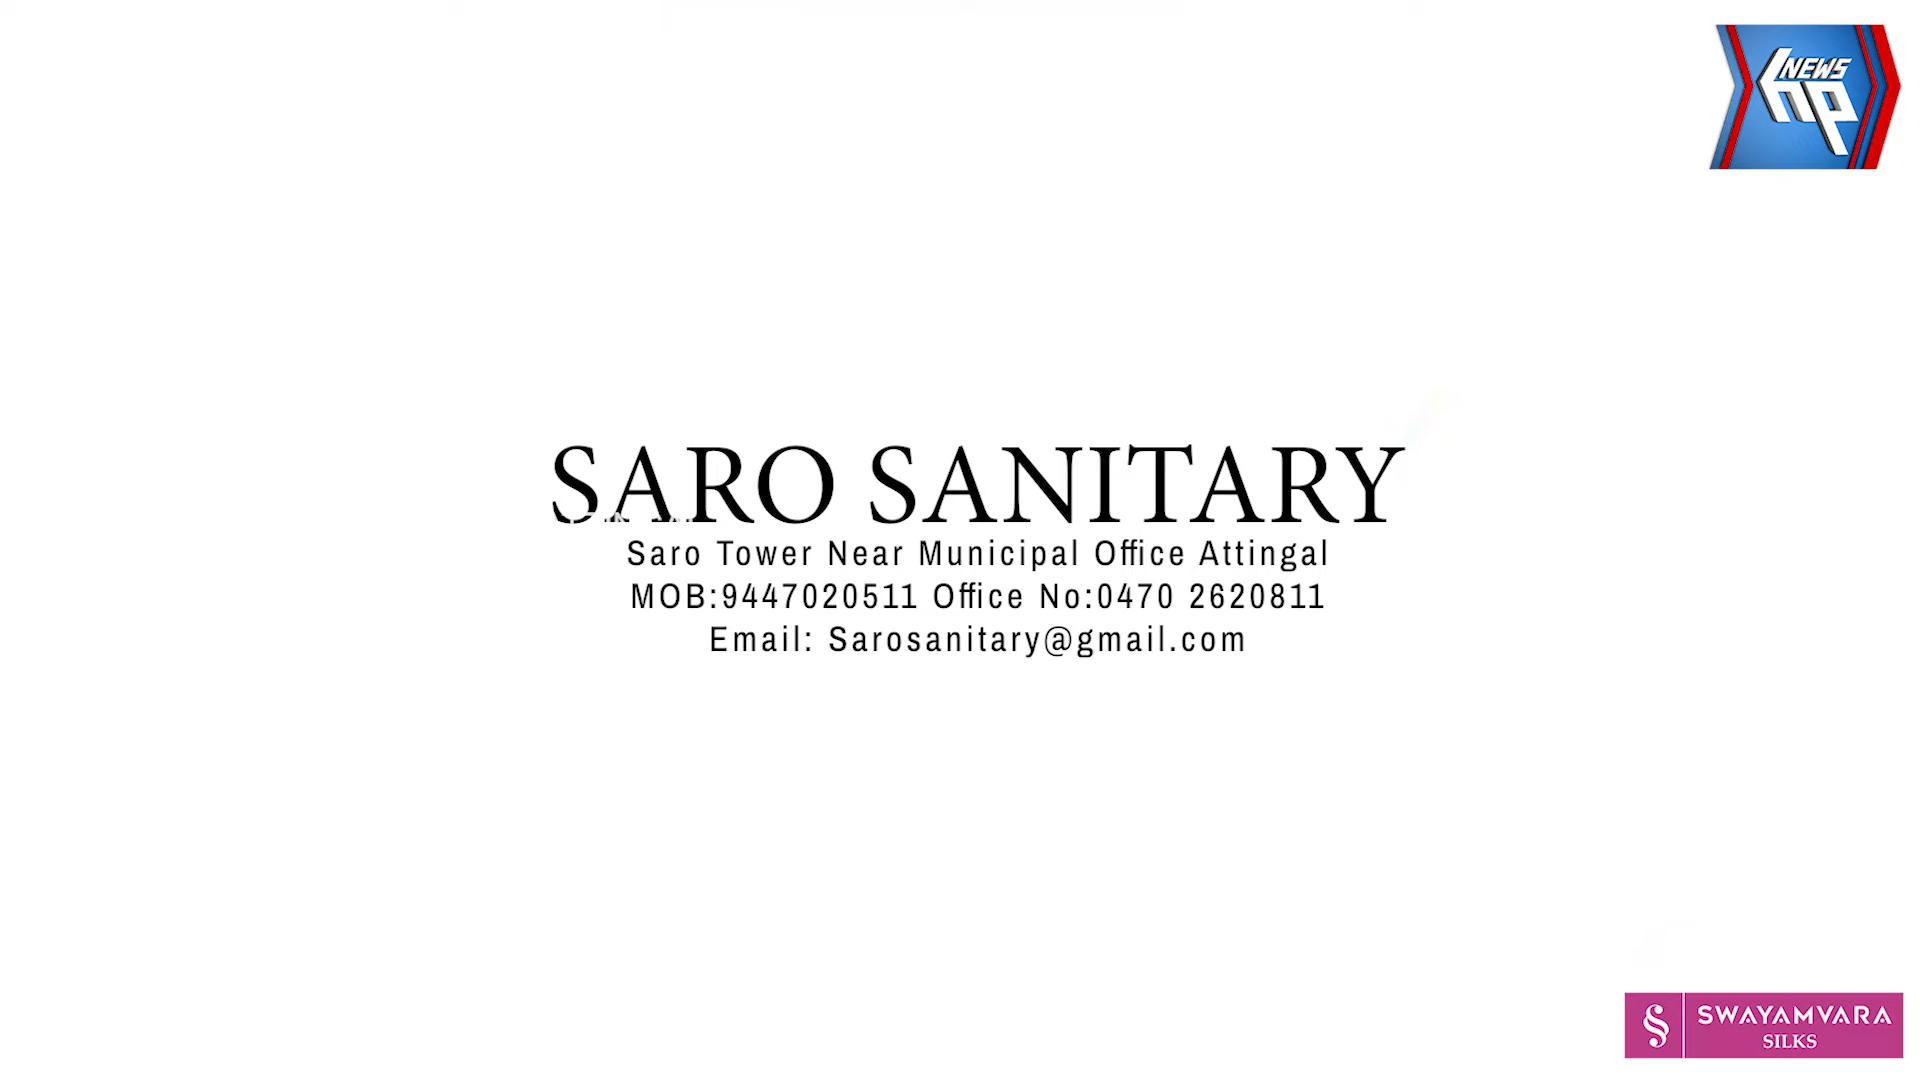 NEWS
SARO SANITARY
Saro Tower Near Municipal Office Attingal
MOB:9447020511 Office No:0470 2620811
Email: Sarosanitary@gmail.com
SWAYAMVARA
SILKS